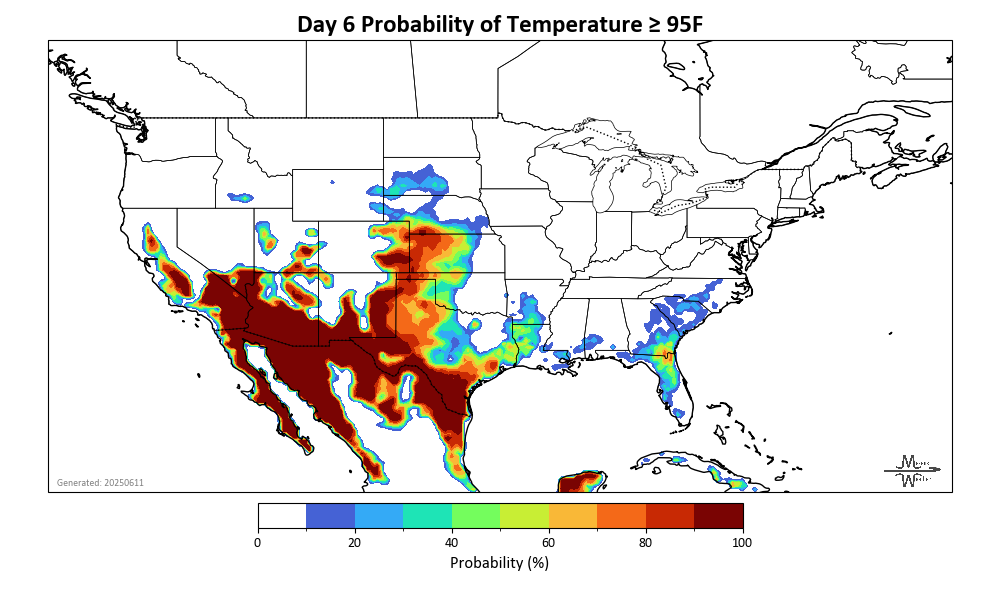 Day 6 Probability of Temperature ≥ 95F
Generated: 20250611
0 20 40 60 80 100
Probability (%)